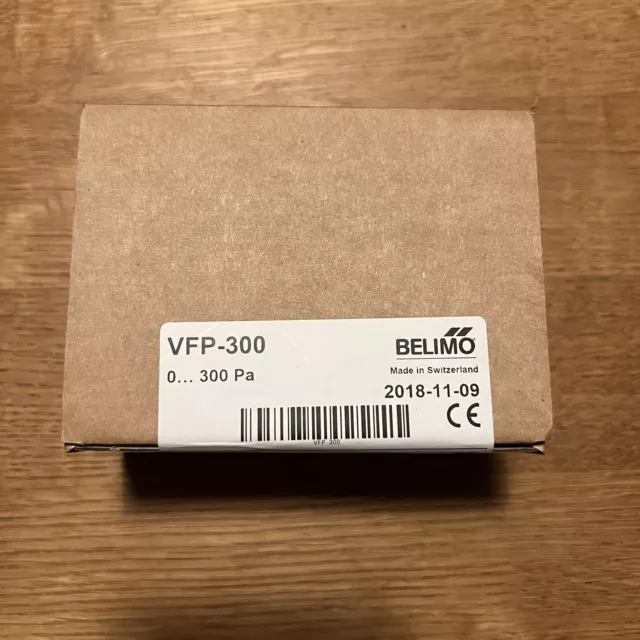 VFP-300
BELIMO
0... 300 Pa
Made in Switzerland
2018-11-09
CE
VFP-300